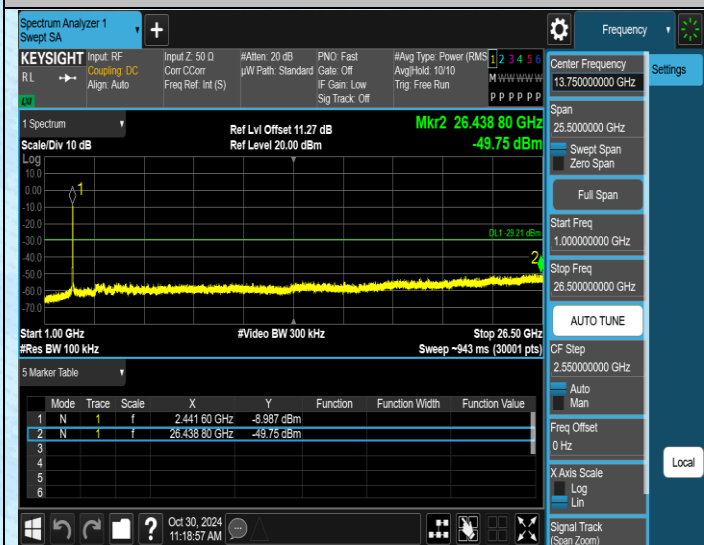 Spectrum Analyzer 1
Swept SA
+
Frequency
KEYSIGHT
RL
LXI
Input: RF
Coupling: DC
Align: Auto
Input Z: 50 Ω
Corr CCorr
Freq Ref: Int (S)
#Atten: 20 dB
µW Path: Standard
PNO: Fast
Gate: Off
IF Gain: Low
Sig Track: Off
#Avg Type: Power (RMS
Avg|Hold: 10/10
Trig: Free Run
1 2 3 4 5 6
M W W W W W
P P P P P P
1 Spectrum
Scale/Div 10 dB
Log
Ref Lvl Offset 11.27 dB
Ref Level 20.00 dBm
Mkr2 26.438 80 GHz
-49.75 dBm
10.0
0.00
-10.0
-20.0
-30.0
-40.0
-50.0
-60.0
-70.0
1
DL1 -29.21 dBm
2
Start 1.00 GHz
#Res BW 100 kHz
#Video BW 300 kHz
Stop 26.50 GHz
Sweep ~943 ms (30001 pts)
5 Marker Table
Mode Trace Scale X Y Function Function Width Function Value
1 N 1 f 2.441 60 GHz -8.987 dBm
2 N 1 f 26.438 80 GHz -49.75 dBm
3
4
5
6
Oct 30, 2024
11:18:57 AM
?
Center Frequency
13.75000000 GHz
Settings
Span
25.5000000 GHz
Swept Span
Zero Span
Full Span
Start Freq
1.000000000 GHz
Stop Freq
26.500000000 GHz
AUTO TUNE
CF Step
2.550000000 GHz
Auto
Man
Freq Offset
0 Hz
X Axis Scale
Log
Lin
Local
Signal Track
(Span Zoom)